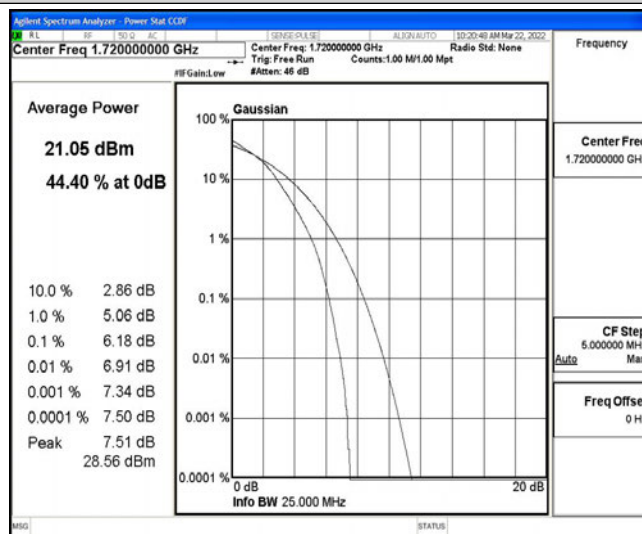 Agilent Spectrum Analyzer - Power Stat CCDF
RL RF 50 Ω AC SENSE:PULSE ALIGN AUTO 10:20:48 AM Mar 22, 2022
Center Freq 1.720000000 GHz
Center Freq: 1.720000000 GHz Radio Std: None
Trig: Free Run Counts:1.00 M/1.00 Mpt
#IFGain:Low #Atten: 46 dB
Frequency
Average Power
21.05 dBm
44.40 % at 0dB
10.0 % 2.86 dB
1.0 % 5.06 dB
0.1 % 6.18 dB
0.01 % 6.91 dB
0.001 % 7.34 dB
0.0001 % 7.50 dB
Peak 7.51 dB
28.56 dBm
Gaussian
100 %
10 %
1 %
0.1 %
0.01 %
0.001 %
0.0001 %
0 dB 20 dB
Info BW 25.000 MHz
Center Fre
1.720000000 GH
CF Step
5.000000 MH
Auto Ma
Freq Offse
0 H
MSG STATUS